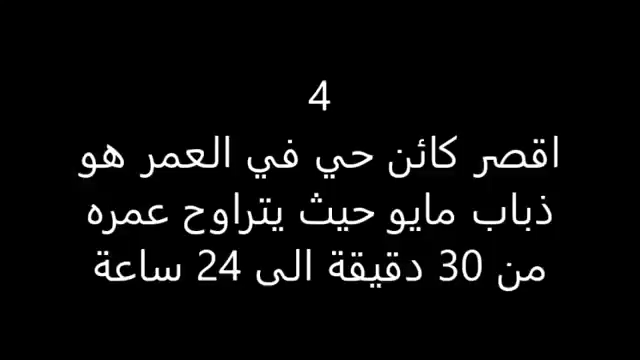 4
اقصر كائن حي في العمر هو
ذباب مايو حيث يتراوح عمره
من 30 دقيقة الى 24 ساعة